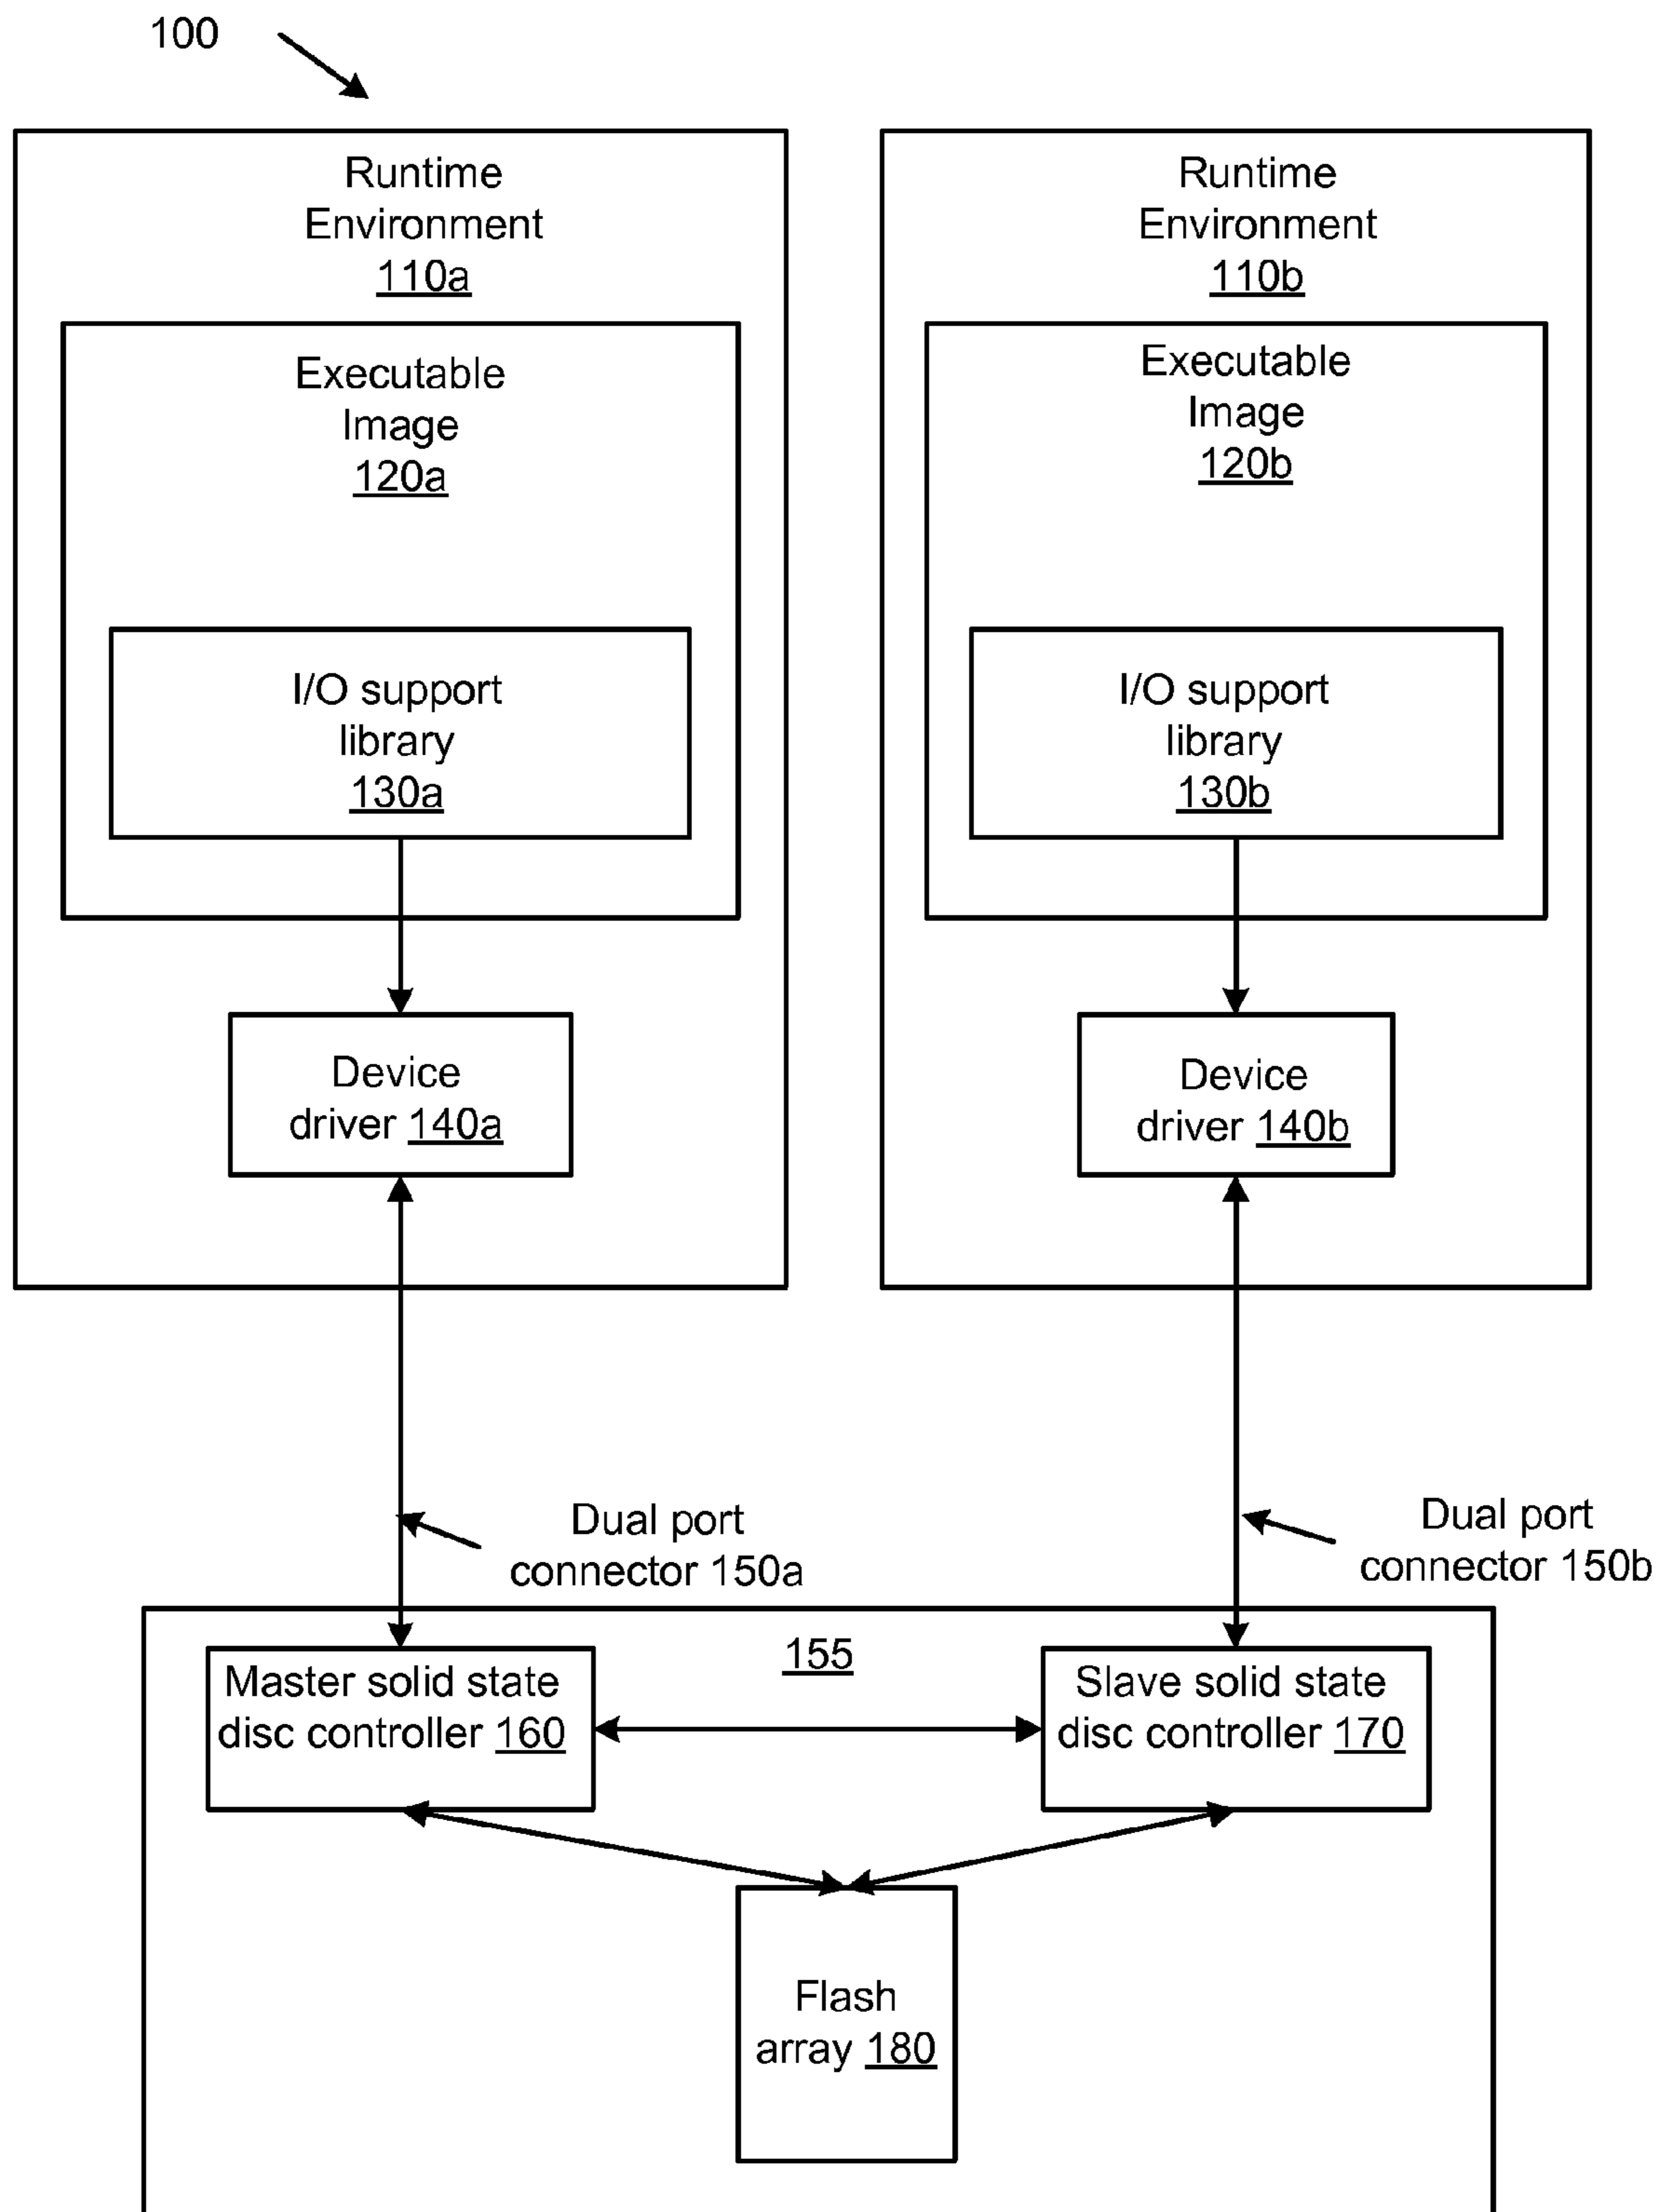 100
Runtime
Environment
110a
Executable
Image
120a
I/O support
library
130a
Device
driver 140a
Runtime
Environment
110b
Executable
Image
120b
I/O support
library
130b
Device
driver 140b
Dual port
connector 150a
Dual port
connector 150b
155
Master solid state
disc controller 160
Slave solid state
disc controller 170
Flash
array 180